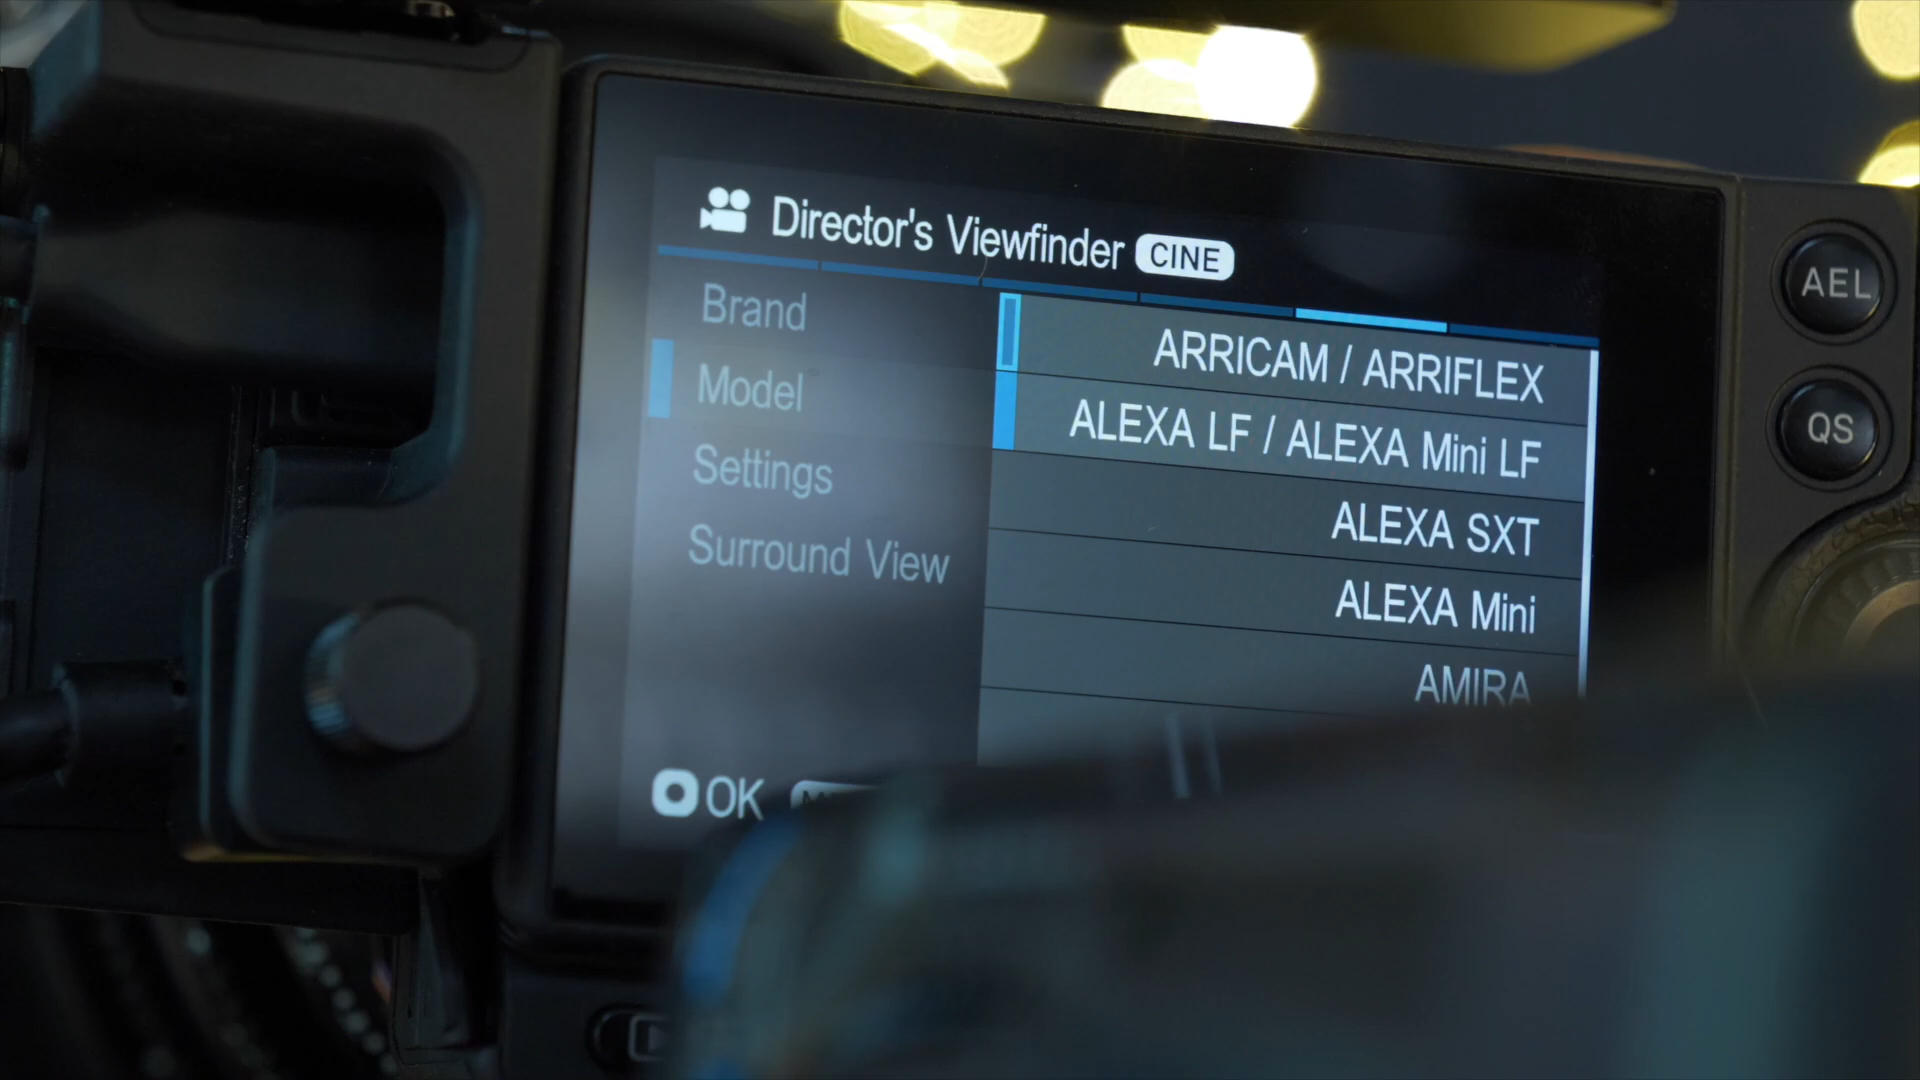 Director's Viewfinder CINE
Brand
Model
Settings
Surround View
ARRICAM / ARRIFLEX
ALEXA LF / ALEXA Mini LF
ALEXA SXT
ALEXA Mini
AMIRA
OK
AEL
QS